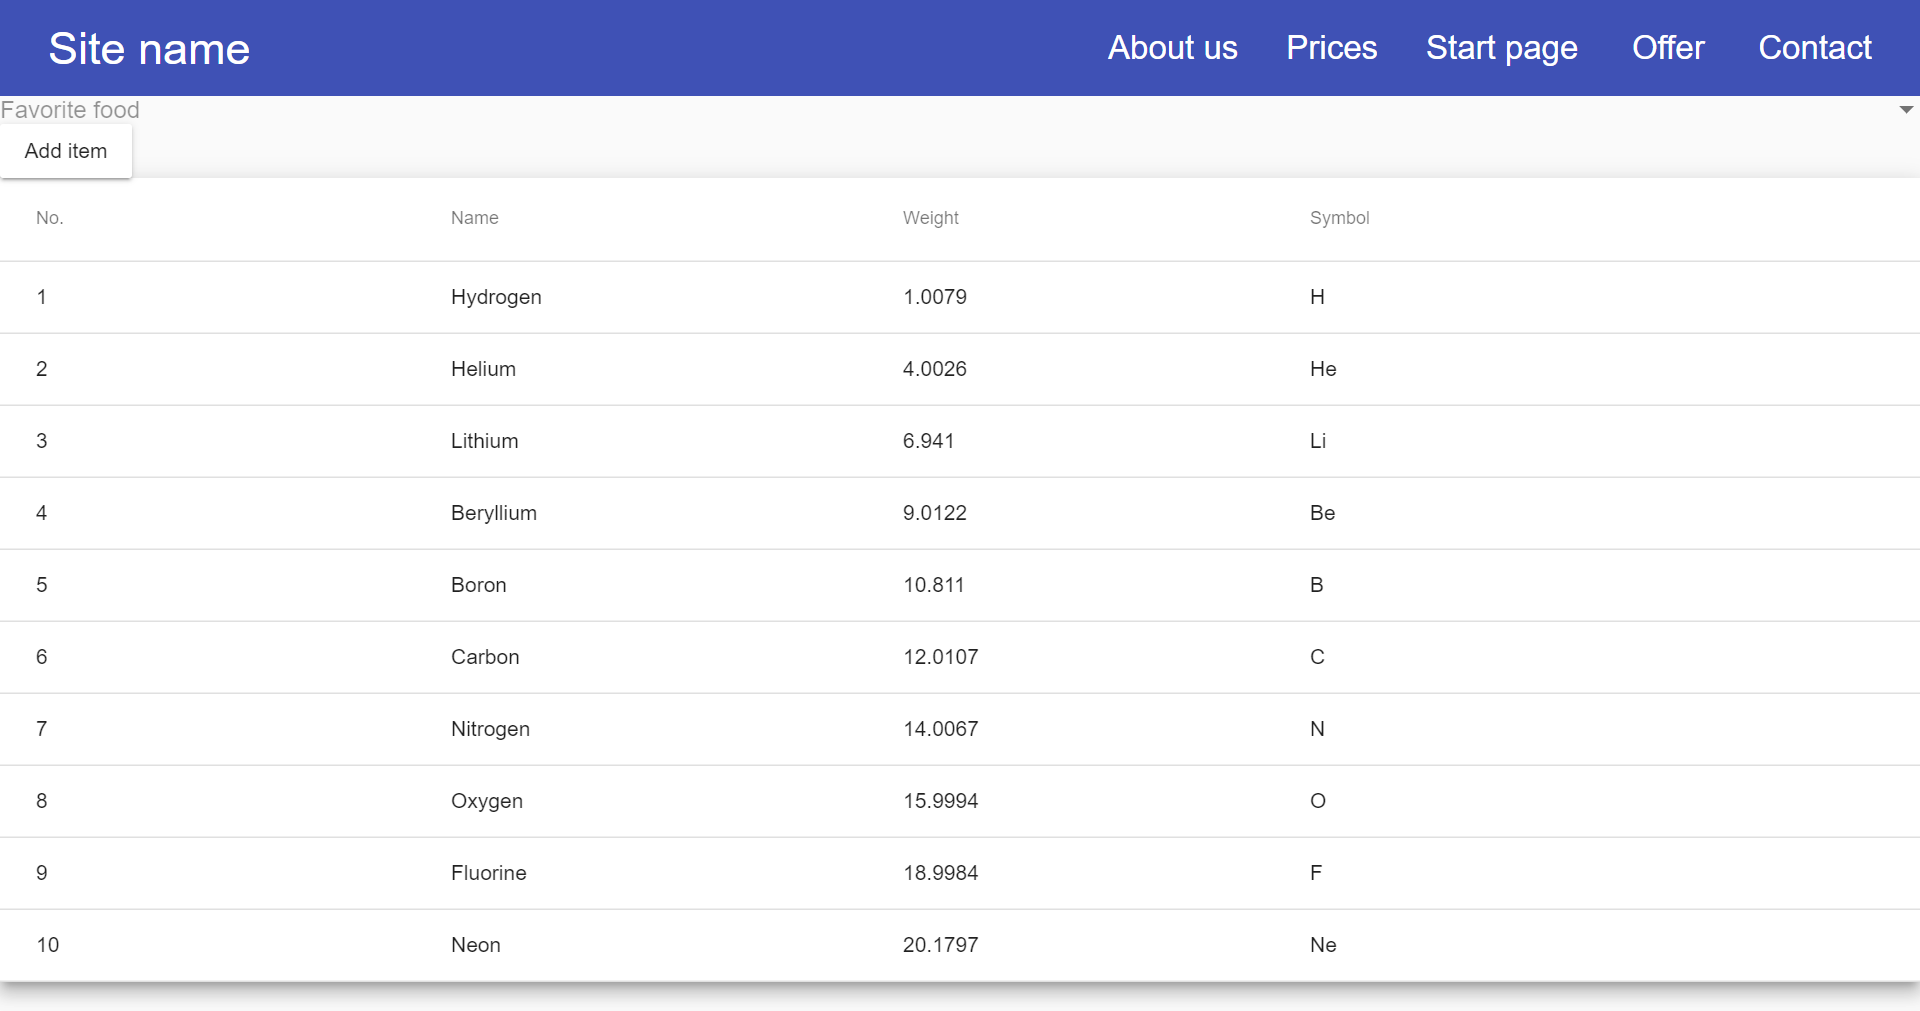 Site name About us Prices Start page Offer Contact
Favorite food
Add item
No. Name Weight Symbol
1 Hydrogen 1.0079 H
2 Helium 4.0026 He
3 Lithium 6.941 Li
4 Beryllium 9.0122 Be
5 Boron 10.811 B
6 Carbon 12.0107 C
7 Nitrogen 14.0067 N
8 Oxygen 15.9994 O
9 Fluorine 18.9984 F
10 Neon 20.1797 Ne